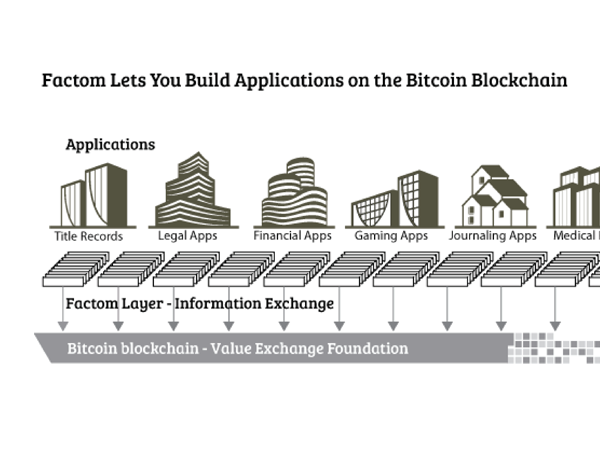 Factom Lets You Build Applications on the Bitcoin Blockchain
Applications
Title Records Legal Apps Financial Apps Gaming Apps Journaling Apps Medical
Factom Layer - Information Exchange
Bitcoin blockchain - Value Exchange Foundation